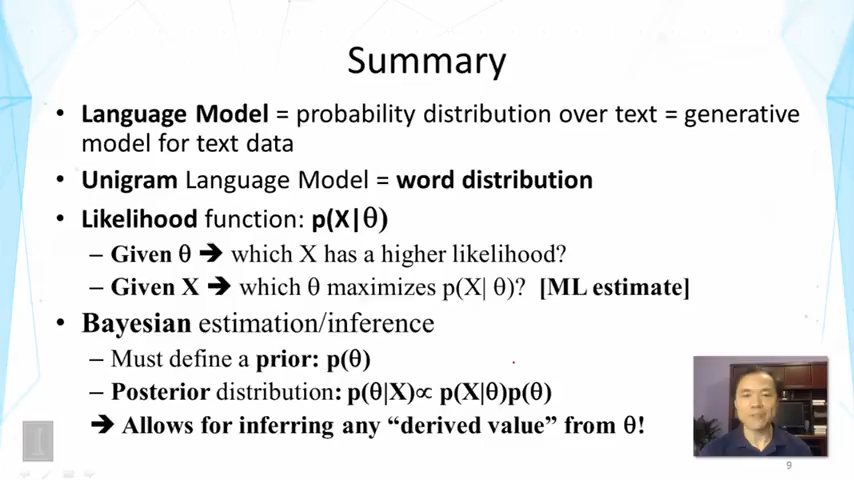 Summary
• Language Model = probability distribution over text = generative
model for text data
• Unigram Language Model = word distribution
• Likelihood function: p(X|θ)
– Given θ ➔ which X has a higher likelihood?
– Given X ➔ which θ maximizes p(X| θ)? [ML estimate]
• Bayesian estimation/inference
– Must define a prior: p(θ)
– Posterior distribution: p(θ|X)∝ p(X|θ)p(θ)
➔ Allows for inferring any “derived value” from θ!
I
9